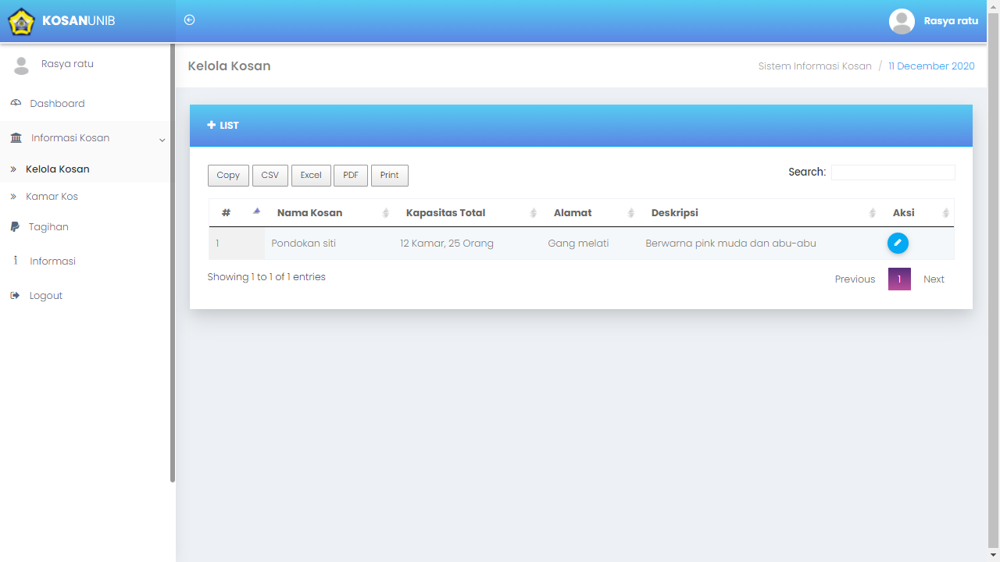 KOSANUNIB
Rasya ratu
Rasya ratu
Dashboard
Informasi Kosan
Kelola Kosan
Kamar Kos
Tagihan
Informasi
Logout
Kelola Kosan
Sistem Informasi Kosan / 11 December 2020
LIST
Copy CSV Excel PDF Print
Search:
# Nama Kosan Kapasitas Total Alamat Deskripsi Aksi
1 Pondokan siti 12 Kamar, 25 Orang Gang melati Berwarna pink muda dan abu-abu
Showing 1 to 1 of 1 entries
Previous 1 Next